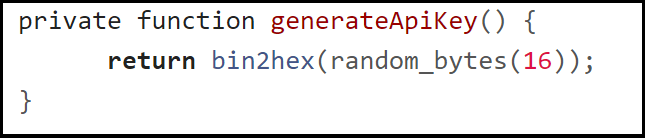 private function generateApiKey() {
return bin2hex(random_bytes(16));
}